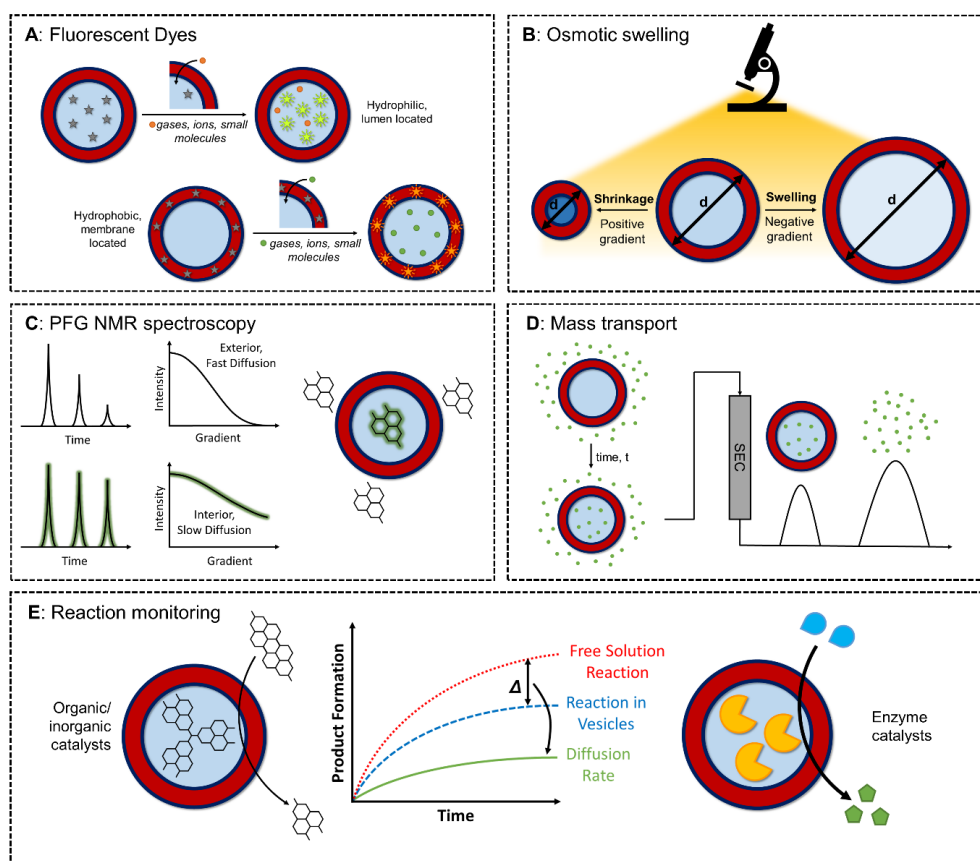 A: Fluorescent Dyes
gases, ions, small
molecules
Hydrophilic,
lumen located
Hydrophobic,
membrane
located
gases, ions, small
molecules
B: Osmotic swelling
d
Shrinkage
Positive
gradient
d
Swelling
Negative
gradient
d
C: PFG NMR spectroscopy
Time
Intensity
Exterior,
Fast Diffusion
Gradient
Time
Intensity
Interior,
Slow Diffusion
Gradient
D: Mass transport
time, t
SEC
E: Reaction monitoring
Organic/
inorganic
catalysts
Product Formation
Time
Δ
Free Solution
Reaction
Reaction in
Vesicles
Diffusion
Rate
Enzyme
catalysts